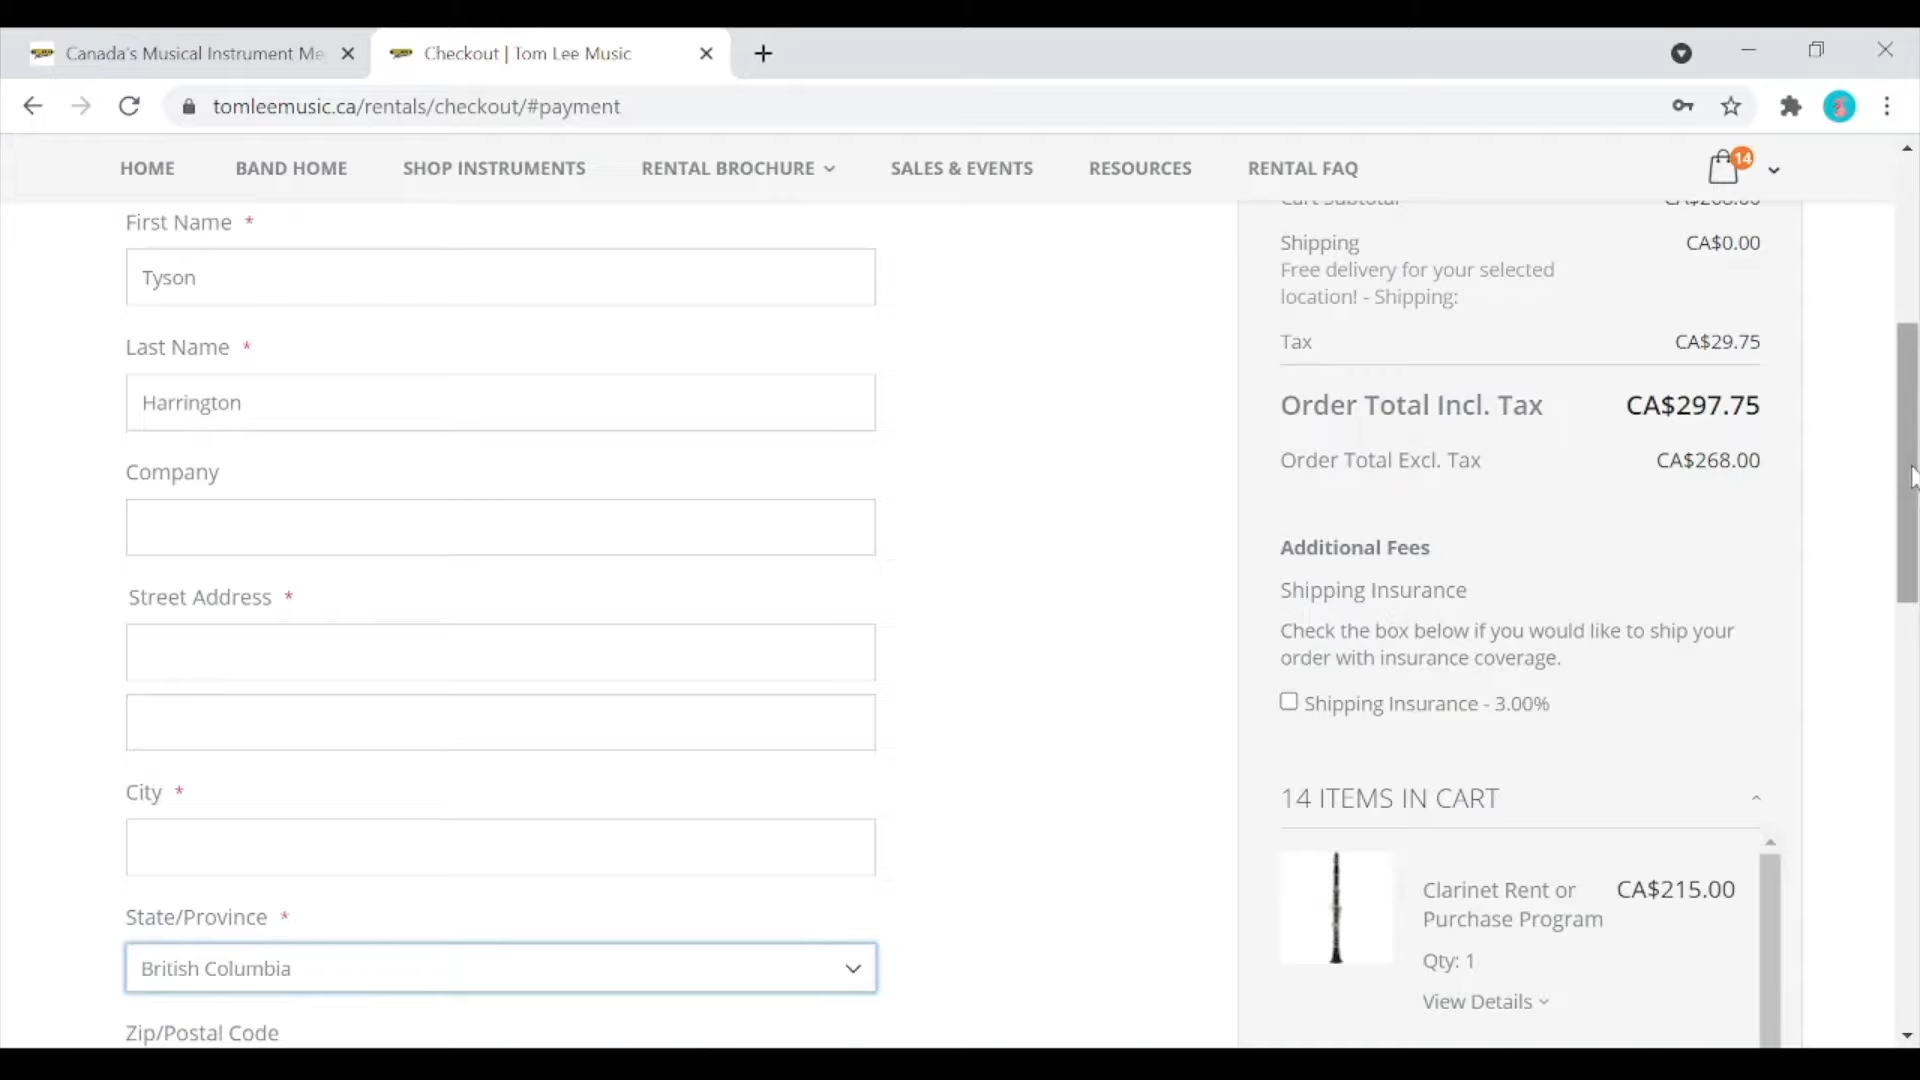 Canada's Musical Instrument Me
Checkout | Tom Lee Music
tomleemusic.ca/rentals/checkout/#payment
HOME BAND HOME SHOP INSTRUMENTS RENTAL BROCHURE SALES & EVENTS RESOURCES RENTAL FAQ 14
First Name *
Tyson
Last Name *
Harrington
Company
Street Address *
City *
State/Province *
British Columbia
Zip/Postal Code
Cart Subtotal CA$268.00
Shipping CA$0.00
Free delivery for your selected
location! - Shipping:
Tax CA$29.75
Order Total Incl. Tax CA$297.75
Order Total Excl. Tax CA$268.00
Additional Fees
Shipping Insurance
Check the box below if you would like to ship your
order with insurance coverage.
Shipping Insurance - 3.00%
14 ITEMS IN CART
Clarinet Rent or CA$215.00
Purchase Program
Qty: 1
View Details